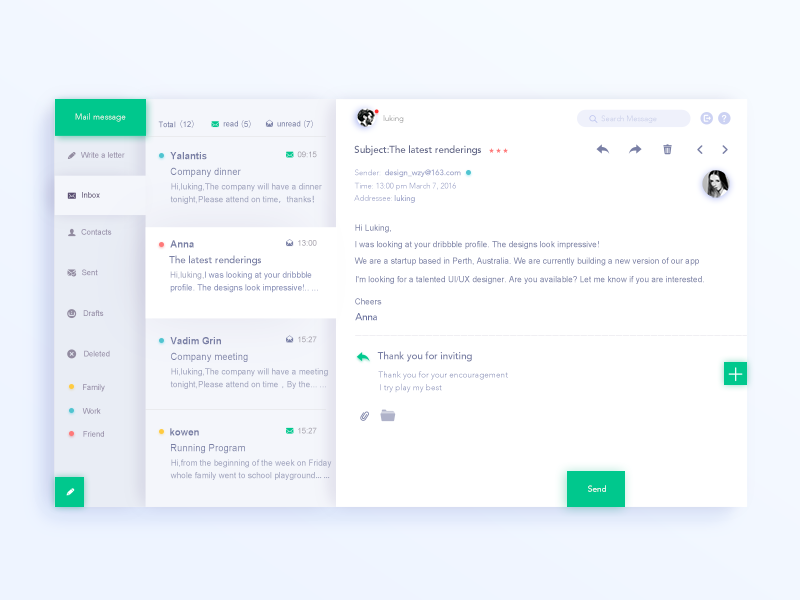 Mail message
Write a letter
Inbox
Contacts
Sent
Drafts
Deleted
Family
Work
Friend
Total (12) read (5) unread (7)
Yalantis 09:15
Company dinner
Hi,luking,The company will have a dinner
tonight,Please attend on time, thanks!
Anna 13:00
The latest renderings
Hi,luking,I was looking at your dribbble
profile. The designs look impressive!.. ...
Vadim Grin 15:27
Company meeting
Hi,luking,The company will have a meeting
tonight,Please attend on time , By the... ...
kowen 15:27
Running Program
Hi,from the beginning of the week on Friday
whole family went to school playground... ...
luking
Search Message
?
Subject:The latest renderings ★★★
Sender: design_wzy@163.com
Time: 13:00 pm March 7, 2016
Addressee: luking
Hi Luking,
I was looking at your dribbble profile. The designs look impressive!
We are a startup based in Perth, Australia. We are currently building a new version of our app
I'm looking for a talented UI/UX designer. Are you available? Let me know if you are interested.
Cheers
Anna
Thank you for inviting
Thank you for your encouragement
I try play my best
Send